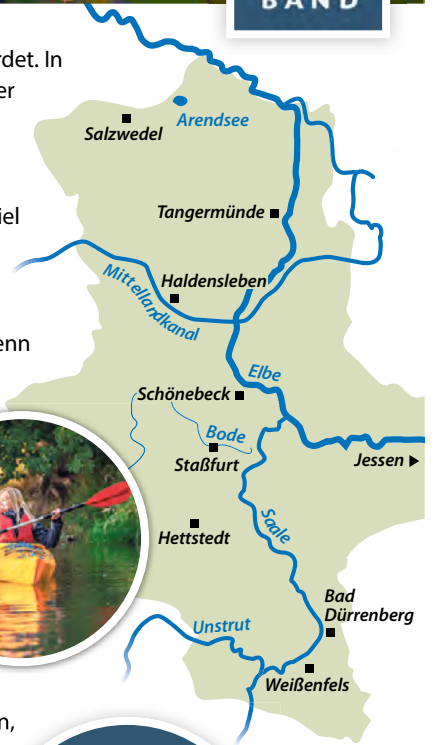 BAND
rdet. In
er
iel
enn
n,
Arendsee
Salzwedel
Tangermünde
Haldensleben
Mittellandkanal
Elbe
Schönebeck
Bode
Staßfurt
Jessen
Saale
Hettstedt
Bad
Dürrenberg
Unstrut
Weißenfels